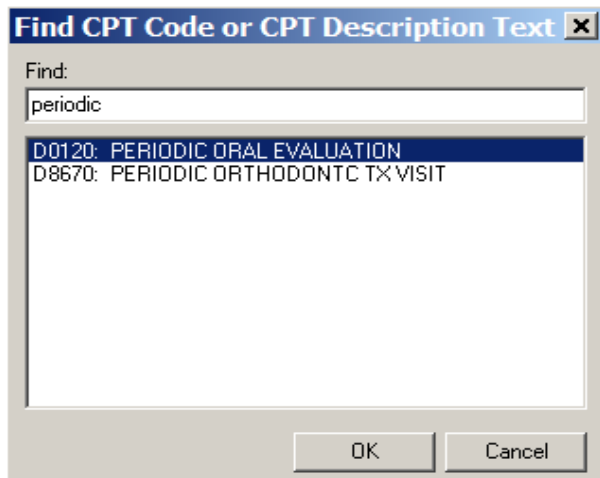 Find CPT Code or CPT Description Text
Find:
periodic
D0120: PERIODIC ORAL EVALUATION
D8670: PERIODIC ORTHODONTC TX VISIT
OK Cancel